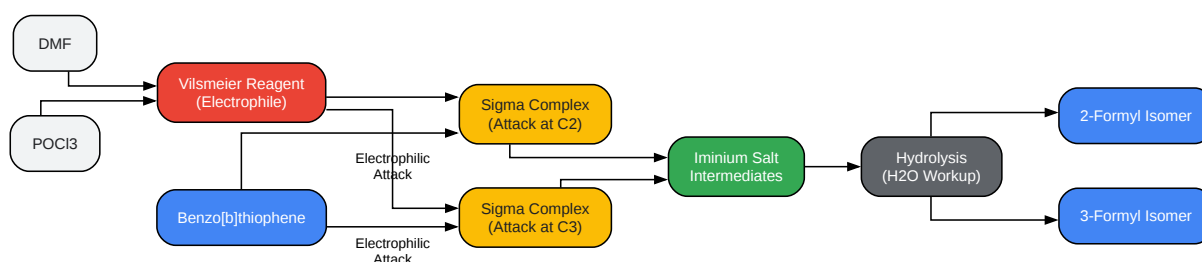 DMF
POCl3
Vilsmeier Reagent
(Electrophile)
Benzo[b]thiophene
Electrophilic
Attack
Electrophilic
Attack
Sigma Complex
(Attack at C2)
Sigma Complex
(Attack at C3)
Iminium Salt
Intermediates
Hydrolysis
(H2O Workup)
2-Formyl Isomer
3-Formyl Isomer